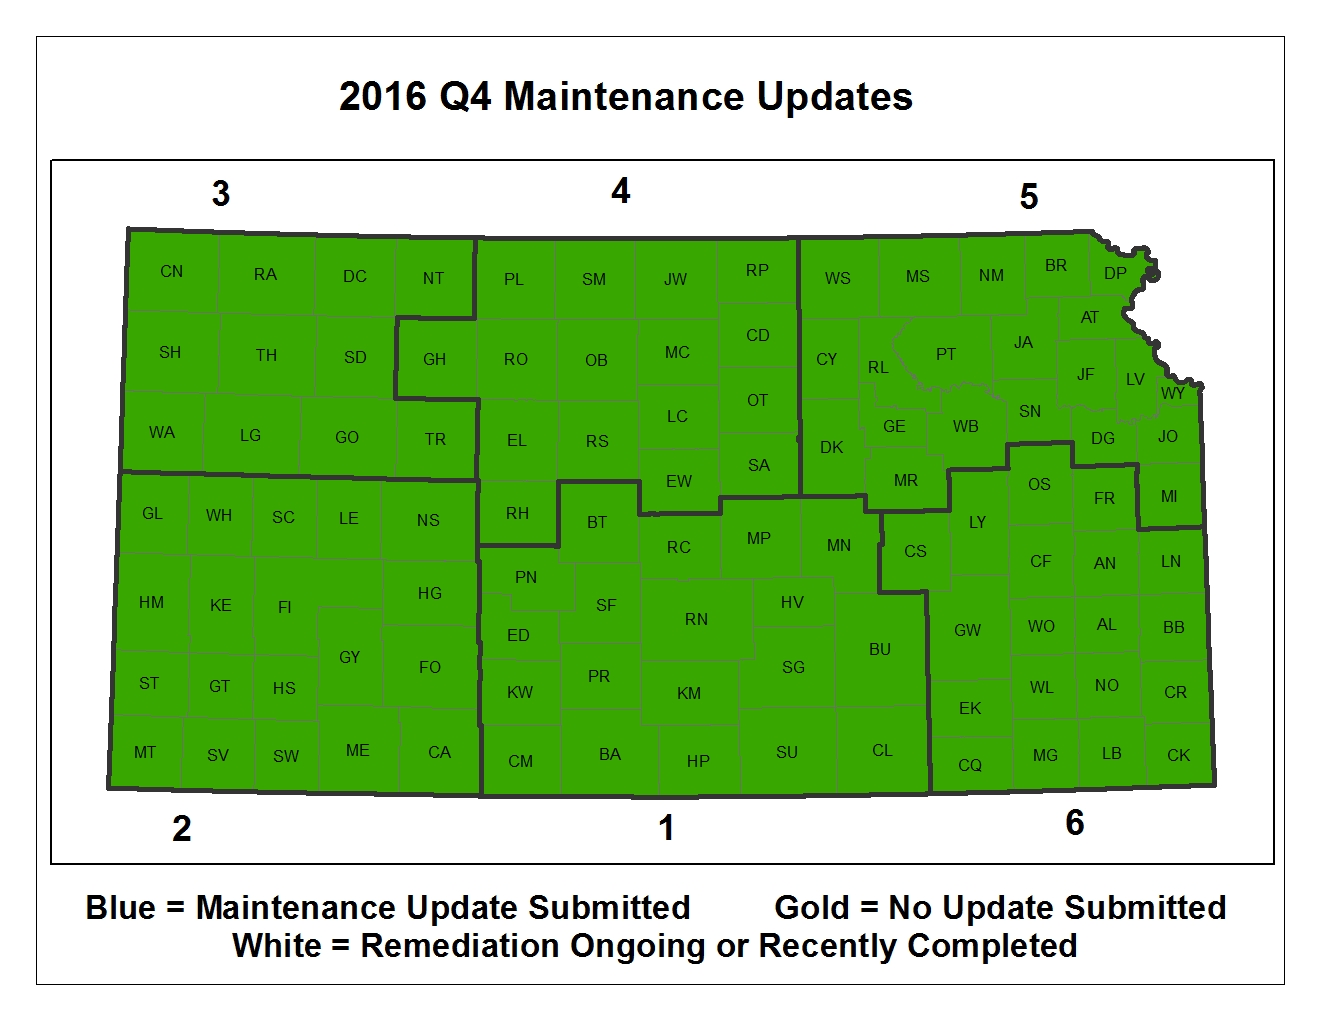 2016 Q4 Maintenance Updates
3 4 5
CN RA DC NT PL SM JW RP WS MS NM BR DP
SH TH SD GH RO OB MC CD CY RL PT JA AT
JF LV WY
WA LG GO TR EL RS LC OT DK GE WB SN DG JO
EW SA MR
GL WH SC LE NS RH BT RC MP MN CS LY OS FR MI
HM KE FI HG PN SF RN HV CF AN LN
GY FO ED SG BU GW WO AL BB
ST GT HS KW PR KM EK WL NO CR
MT SV SW ME CA CM BA HP SU CL CQ MG LB CK
2 1 6
Blue = Maintenance Update Submitted Gold = No Update Submitted
White = Remediation Ongoing or Recently Completed